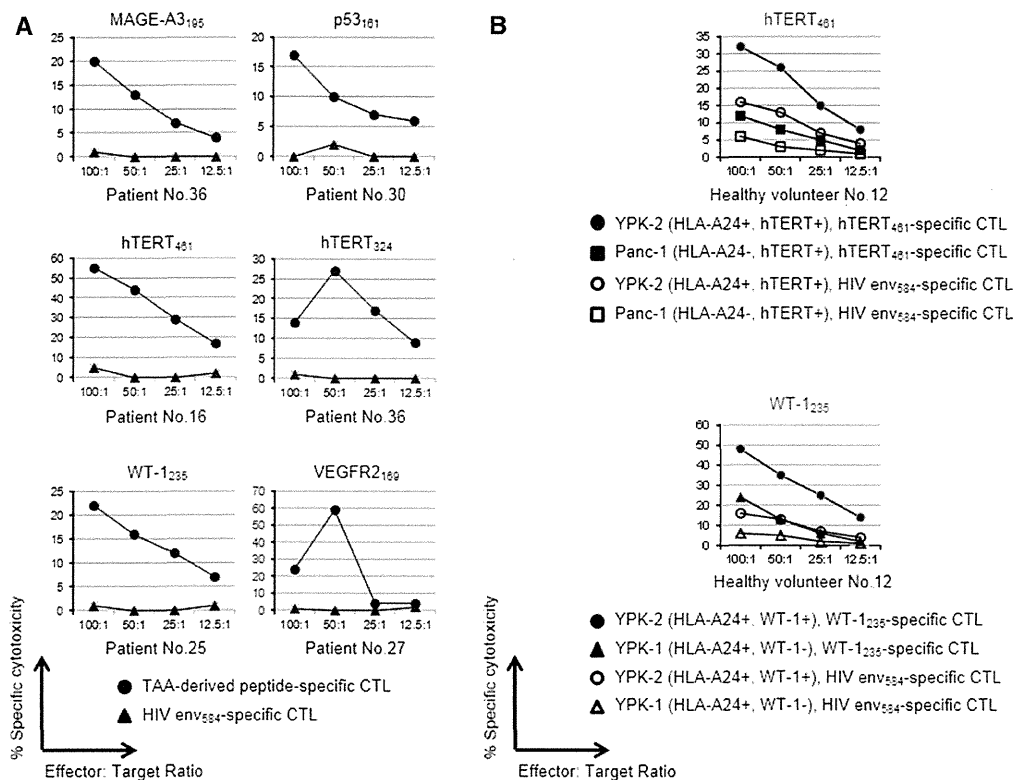 A
MAGE-A3195
25
20
15
10
5
0
100:1 50:1 25:1 12.5:1
Patient No.36
p53161
20
15
10
5
0
100:1 50:1 25:1 12.5:1
Patient No.30
hTERT461
60
50
40
30
20
10
0
100:1 50:1 25:1 12.5:1
Patient No.16
hTERT324
30
25
20
15
10
5
0
100:1 50:1 25:1 12.5:1
Patient No.36
WT-1235
25
20
15
10
5
0
100:1 50:1 25:1 12.5:1
Patient No.25
VEGFR2169
70
60
50
40
30
20
10
0
100:1 50:1 25:1 12.5:1
Patient No.27
TAA-derived peptide-specific CTL
HIV env584-specific CTL
% Specific cytotoxicity
Effector: Target Ratio
B
hTERT461
35
30
25
20
15
10
5
0
100:1 50:1 25:1 12.5:1
Healthy volunteer No.12
YPK-2 (HLA-A24+, hTERT+), hTERT461-specific CTL
Panc-1 (HLA-A24-, hTERT+), hTERT461-specific CTL
YPK-2 (HLA-A24+, hTERT+), HIV env584-specific CTL
Panc-1 (HLA-A24-, hTERT+), HIV env584-specific CTL
WT-1235
60
50
40
30
20
10
0
100:1 50:1 25:1 12.5:1
Healthy volunteer No.12
YPK-2 (HLA-A24+, WT-1+), WT-1235-specific CTL
YPK-1 (HLA-A24+, WT-1-), WT-1235-specific CTL
YPK-2 (HLA-A24+, WT-1+), HIV env584-specific CTL
YPK-1 (HLA-A24+, WT-1-), HIV env584-specific CTL
% Specific cytotoxicity
Effector: Target Ratio